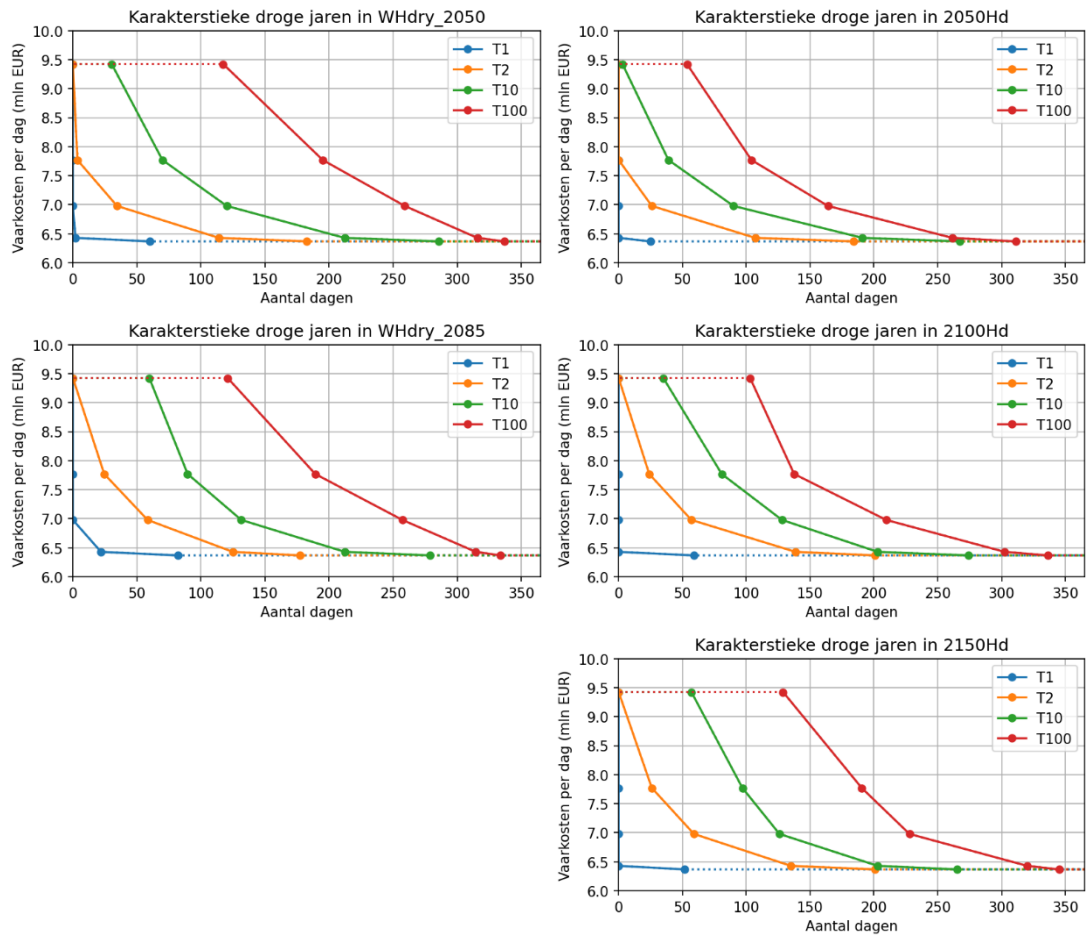 Karakterstieke droge jaren in WHdry_2050
Vaarkosten per dag (mln EUR)
10.0
9.5
9.0
8.5
8.0
7.5
7.0
6.5
6.0
T1
T2
T10
T100
0 50 100 150 200 250 300 350
Aantal dagen
Karakterstieke droge jaren in 2050Hd
Vaarkosten per dag (mln EUR)
10.0
9.5
9.0
8.5
8.0
7.5
7.0
6.5
6.0
T1
T2
T10
T100
0 50 100 150 200 250 300 350
Aantal dagen
Karakterstieke droge jaren in WHdry_2085
Vaarkosten per dag (mln EUR)
10.0
9.5
9.0
8.5
8.0
7.5
7.0
6.5
6.0
T1
T2
T10
T100
0 50 100 150 200 250 300 350
Aantal dagen
Karakterstieke droge jaren in 2100Hd
Vaarkosten per dag (mln EUR)
10.0
9.5
9.0
8.5
8.0
7.5
7.0
6.5
6.0
T1
T2
T10
T100
0 50 100 150 200 250 300 350
Aantal dagen
Karakterstieke droge jaren in 2150Hd
Vaarkosten per dag (mln EUR)
10.0
9.5
9.0
8.5
8.0
7.5
7.0
6.5
6.0
T1
T2
T10
T100
0 50 100 150 200 250 300 350
Aantal dagen